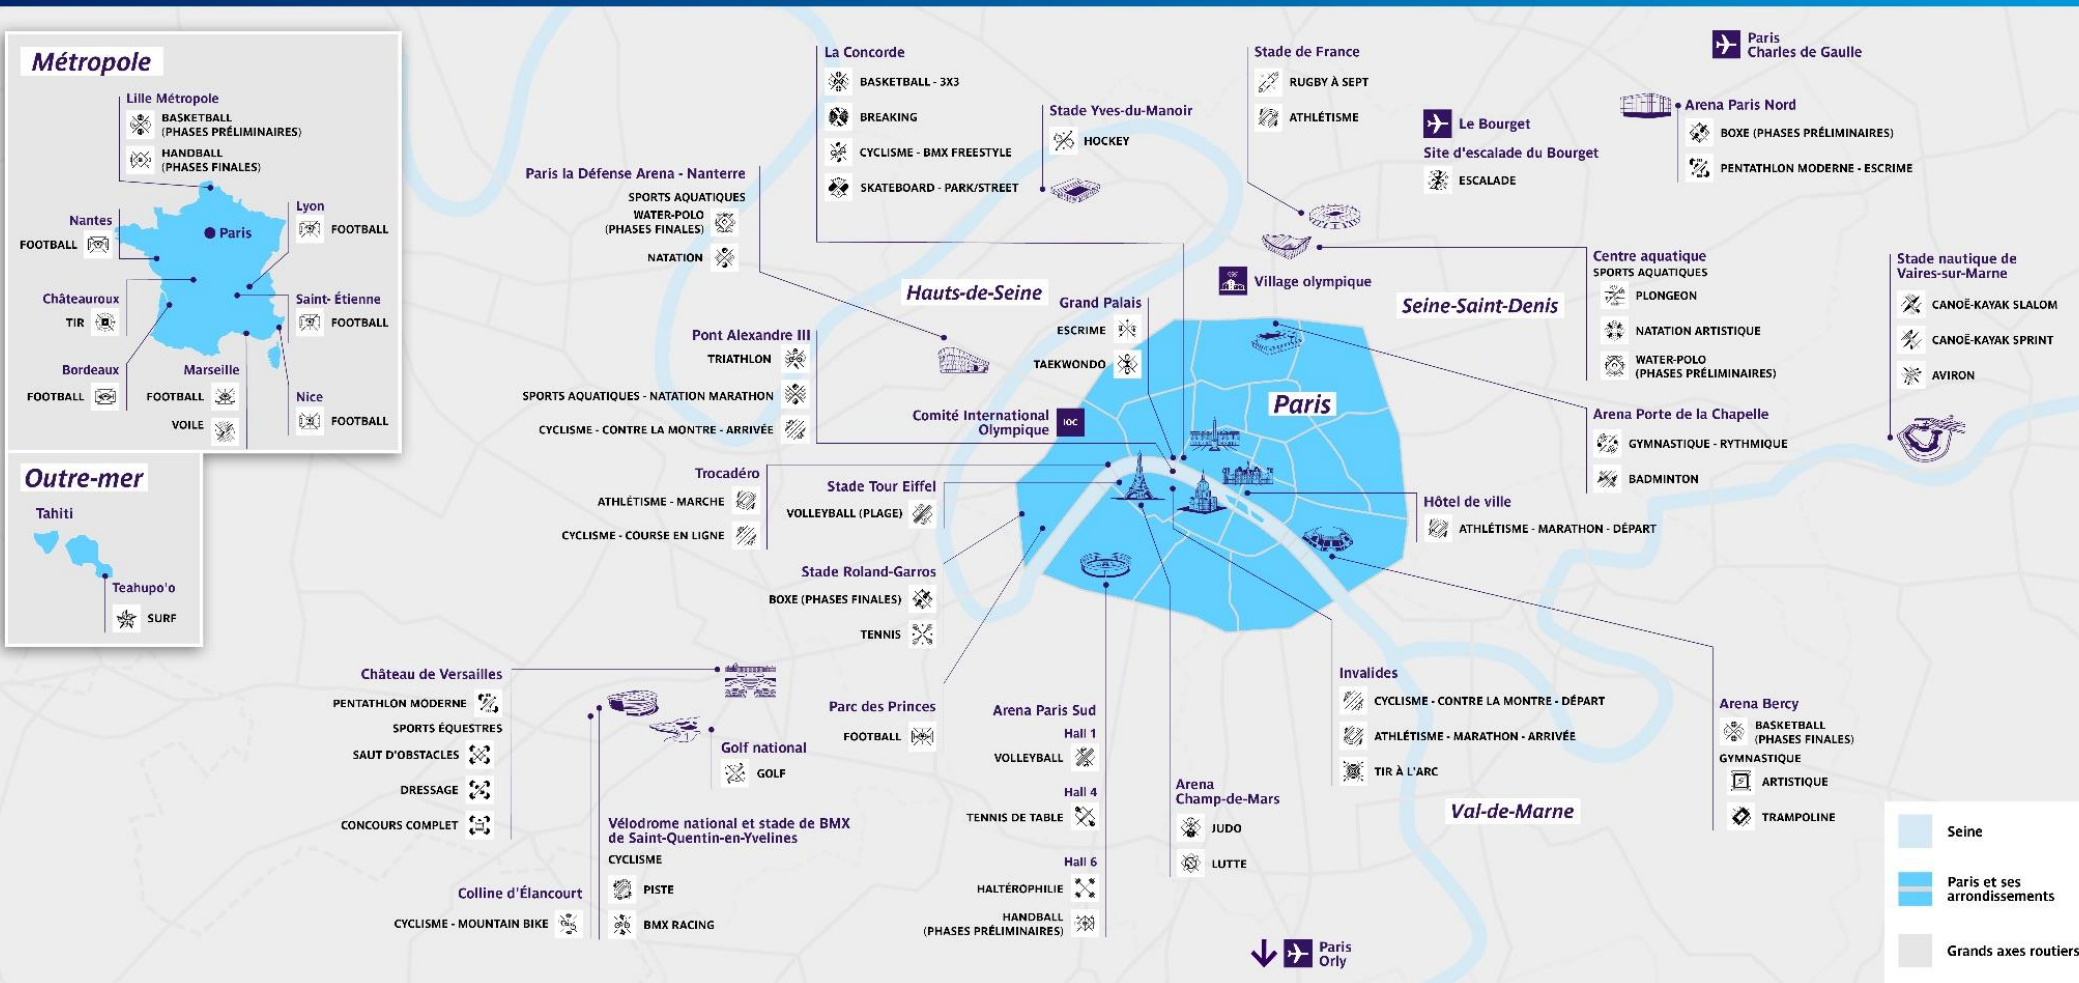 Métropole
Lille Métropole
BASKETBALL
(PHASES PRÉLIMINAIRES)
HANDBALL
(PHASES FINALES)
Nantes
FOOTBALL
Lyon
FOOTBALL
Paris
Châteauroux
TIR
Saint- Étienne
FOOTBALL
Bordeaux
FOOTBALL
Marseille
FOOTBALL
VOILE
Nice
FOOTBALL
Outre-mer
Tahiti
Teahupo'o
SURF
La Concorde
BASKETBALL - 3X3
BREAKING
CYCLISME - BMX FREESTYLE
SKATEBOARD - PARK/STREET
Stade Yves-du-Manoir
HOCKEY
Stade de France
RUGBY À SEPT
ATHLÉTISME
Le Bourget
Site d'escalade du Bourget
ESCALADE
Paris
Charles de Gaulle
Arena Paris Nord
BOXE (PHASES PRÉLIMINAIRES)
PENTATHLON MODERNE - ESCRIME
Paris la Défense Arena - Nanterre
SPORTS AQUATIQUES
WATER-POLO
(PHASES FINALES)
NATATION
Hauts-de-Seine
Village olympique
Seine-Saint-Denis
Centre aquatique
SPORTS AQUATIQUES
PLONGEON
NATATION ARTISTIQUE
WATER-POLO
(PHASES PRÉLIMINAIRES)
Stade nautique de
Vaires-sur-Marne
CANOË-KAYAK SLALOM
CANOË-KAYAK SPRINT
AVIRON
Grand Palais
ESCRIME
TAEKWONDO
Pont Alexandre III
TRIATHLON
SPORTS AQUATIQUES - NATATION MARATHON
CYCLISME - CONTRE LA MONTRE - ARRIVÉE
Comité International
Olympique
IOC
Paris
Arena Porte de la Chapelle
GYMNASTIQUE - RYTHMIQUE
BADMINTON
Trocadéro
ATHLÉTISME - MARCHE
CYCLISME - COURSE EN LIGNE
Stade Tour Eiffel
VOLLEYBALL (PLAGE)
Hôtel de ville
ATHLÉTISME - MARATHON - DÉPART
Stade Roland-Garros
BOXE (PHASES FINALES)
TENNIS
Château de Versailles
PENTATHLON MODERNE
SPORTS ÉQUESTRES
SAUT D'OBSTACLES
DRESSAGE
CONCOURS COMPLET
Golf national
GOLF
Parc des Princes
FOOTBALL
Arena Paris Sud
Hall 1
VOLLEYBALL
Hall 4
TENNIS DE TABLE
Hall 6
HALTÉROPHILIE
HANDBALL
(PHASES PRÉLIMINAIRES)
Arena
Champ-de-Mars
JUDO
LUTTE
Invalides
CYCLISME - CONTRE LA MONTRE - DÉPART
ATHLÉTISME - MARATHON - ARRIVÉE
TIR À L'ARC
Val-de-Marne
Arena Bercy
BASKETBALL
(PHASES FINALES)
GYMNASTIQUE
ARTISTIQUE
TRAMPOLINE
Vélodrome national et stade de BMX
de Saint-Quentin-en-Yvelines
CYCLISME
PISTE
BMX RACING
Colline d'Élancourt
CYCLISME - MOUNTAIN BIKE
Paris
Orly
Seine
Paris et ses
arrondissements
Grands axes routiers